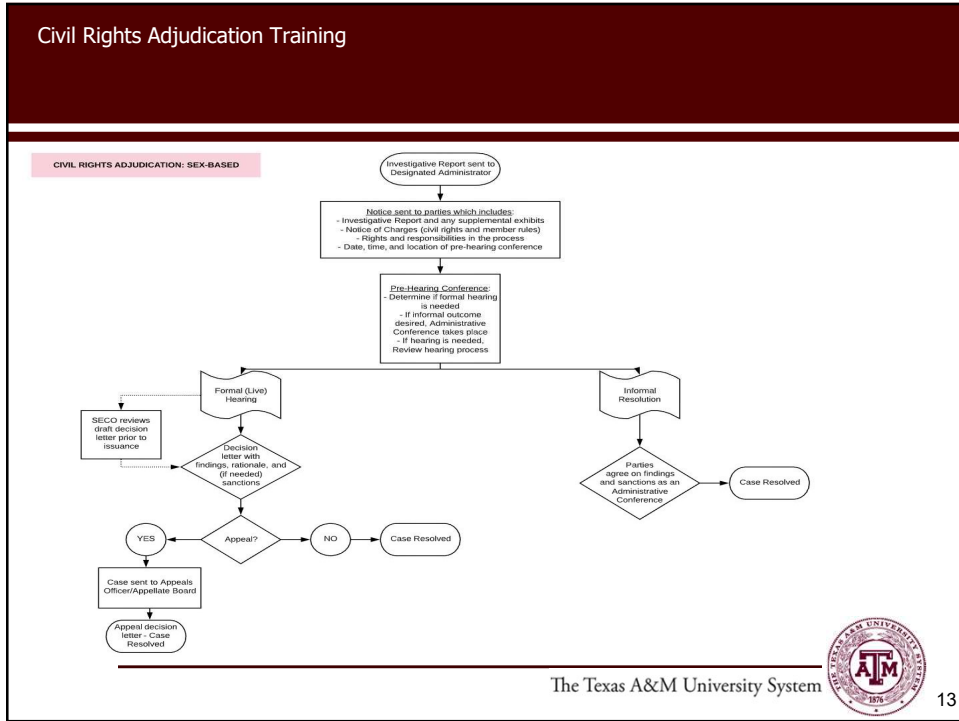 Civil Rights Adjudication Training
CIVIL RIGHTS ADJUDICATION: SEX-BASED
Investigative Report sent to
Designated Administrator
Notice sent to parties which includes:
- Investigative Report and any supplemental exhibits
- Notice of Charges (civil rights and member rules)
- Rights and responsibilities in the process
- Date, time, and location of pre-hearing conference
Pre-Hearing Conference:
- Determine if formal hearing
is needed
- If informal outcome
desired, Administrative
Conference takes place
- If hearing is needed,
Review hearing process
Formal (Live)
Hearing
Informal
Resolution
SECO reviews
draft decision
letter prior to
issuance
Decision
letter with
findings, rationale, and
(if needed)
sanctions
Parties
agree on findings
and sanctions as an
Administrative
Conference
Case Resolved
YES
Appeal?
NO
Case Resolved
Case sent to Appeals
Officer/Appellate Board
Appeal decision
letter - Case
Resolved
The Texas A&M University System
THE TEXAS A&M UNIVERSITY SYSTEM
ATM
1876
13